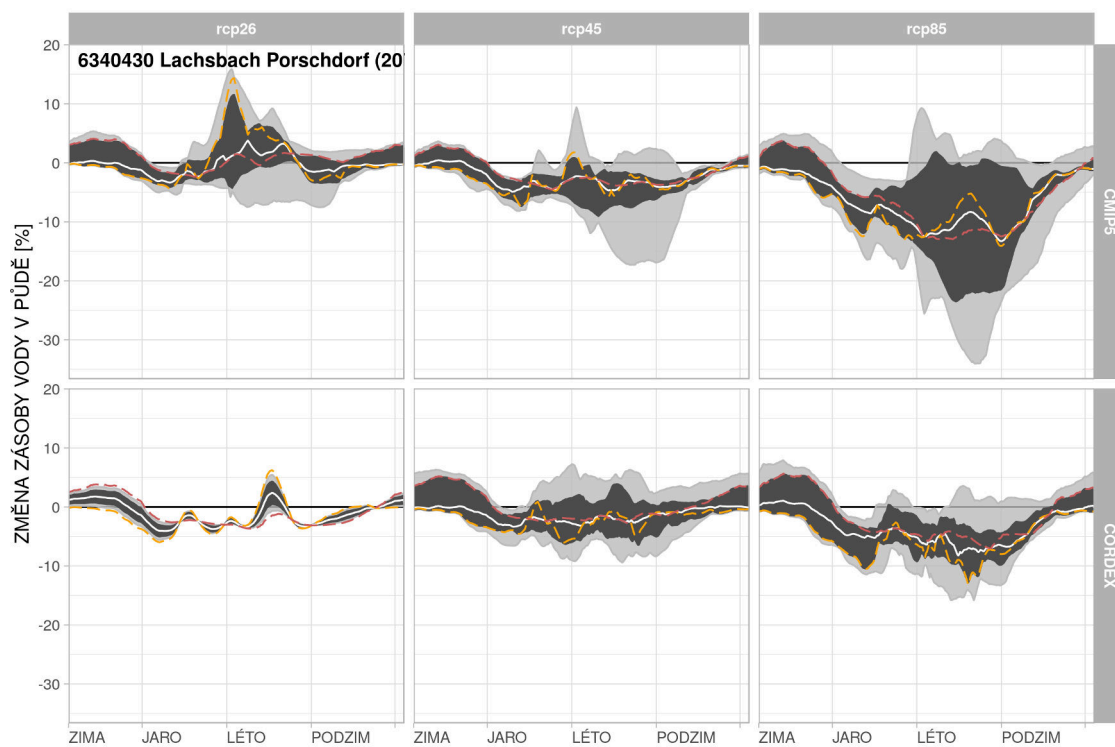 rcp26 rcp45 rcp85
6340430 Lachsbach Porschdorf (20
20
10
0
-10
-20
-30
CMIP5
ZMĚNA ZÁSOBY VODY V PŮDĚ [%]
20
10
0
-10
-20
-30
CORDEX
ZIMA JARO LÉTO PODZIM ZIMA JARO LÉTO PODZIM ZIMA JARO LÉTO PODZIM